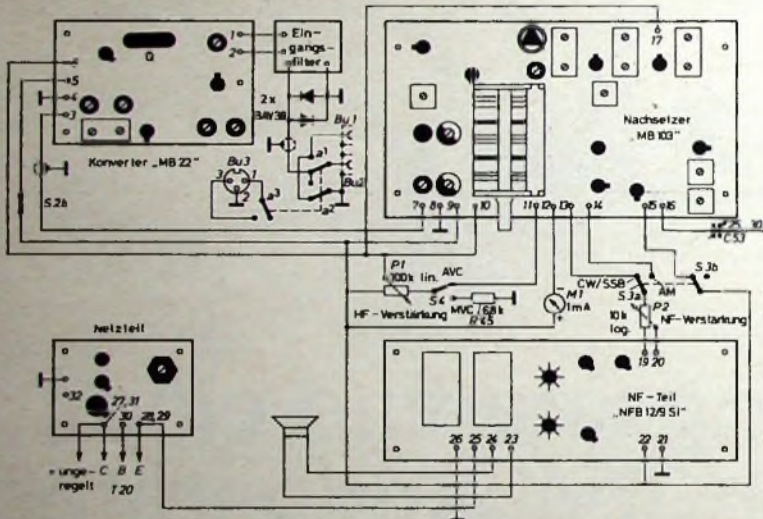 1
2
Ein-
gangs-
filter
17
Q
5
4
3
2x
BAY38
Bu1
Bu2
a1
a2
a3
Konverter „MB 22"
Bu3
3
1
2
S2b
Nachsetzer
„MB 103"
7
8
9
10
11
12
13
14
15
16
C53
P1
100k lin.
AVC
S4
MVC
R45
HF-Verstärkung
M1
1mA
-
+
CW/SSB
S3a
AM
S3b
P2
10k
log.
NF-Verstärkung
19
20
Netzteil
32
27,31
30
28,29
unge-
regelt
C
B
E
T20
NF-Teil
„NFB 12/9 Si"
26
25
24
23
22
21